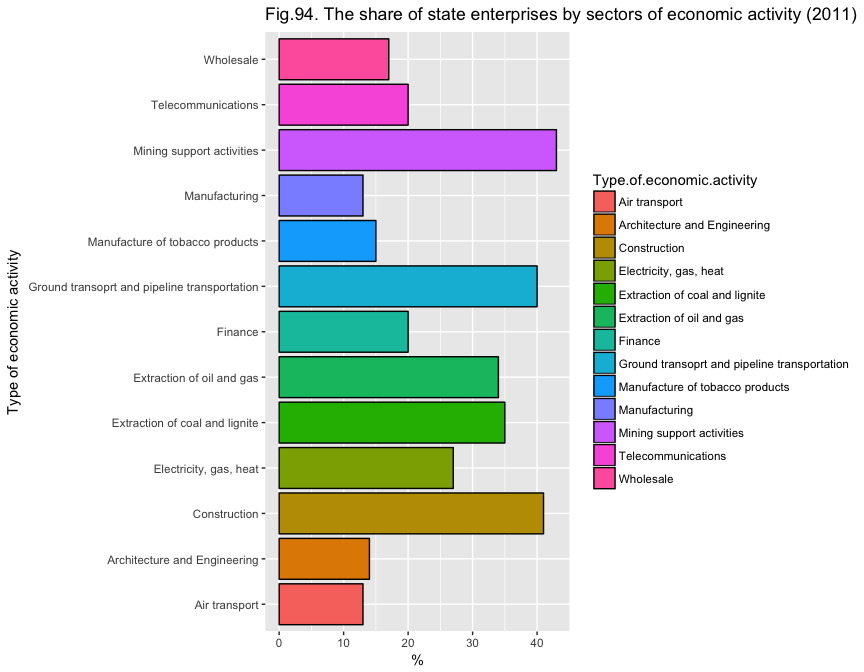 Fig.94. The share of state enterprises by sectors of economic activity (2011)
Type of economic activity
Wholesale
Telecommunications
Mining support activities
Manufacturing
Manufacture of tobacco products
Ground transoprt and pipeline transportation
Finance
Extraction of oil and gas
Extraction of coal and lignite
Electricity, gas, heat
Construction
Architecture and Engineering
Air transport
0 10 20 30 40
%
Type.of.economic.activity
Air transport
Architecture and Engineering
Construction
Electricity, gas, heat
Extraction of coal and lignite
Extraction of oil and gas
Finance
Ground transoprt and pipeline transportation
Manufacture of tobacco products
Manufacturing
Mining support activities
Telecommunications
Wholesale